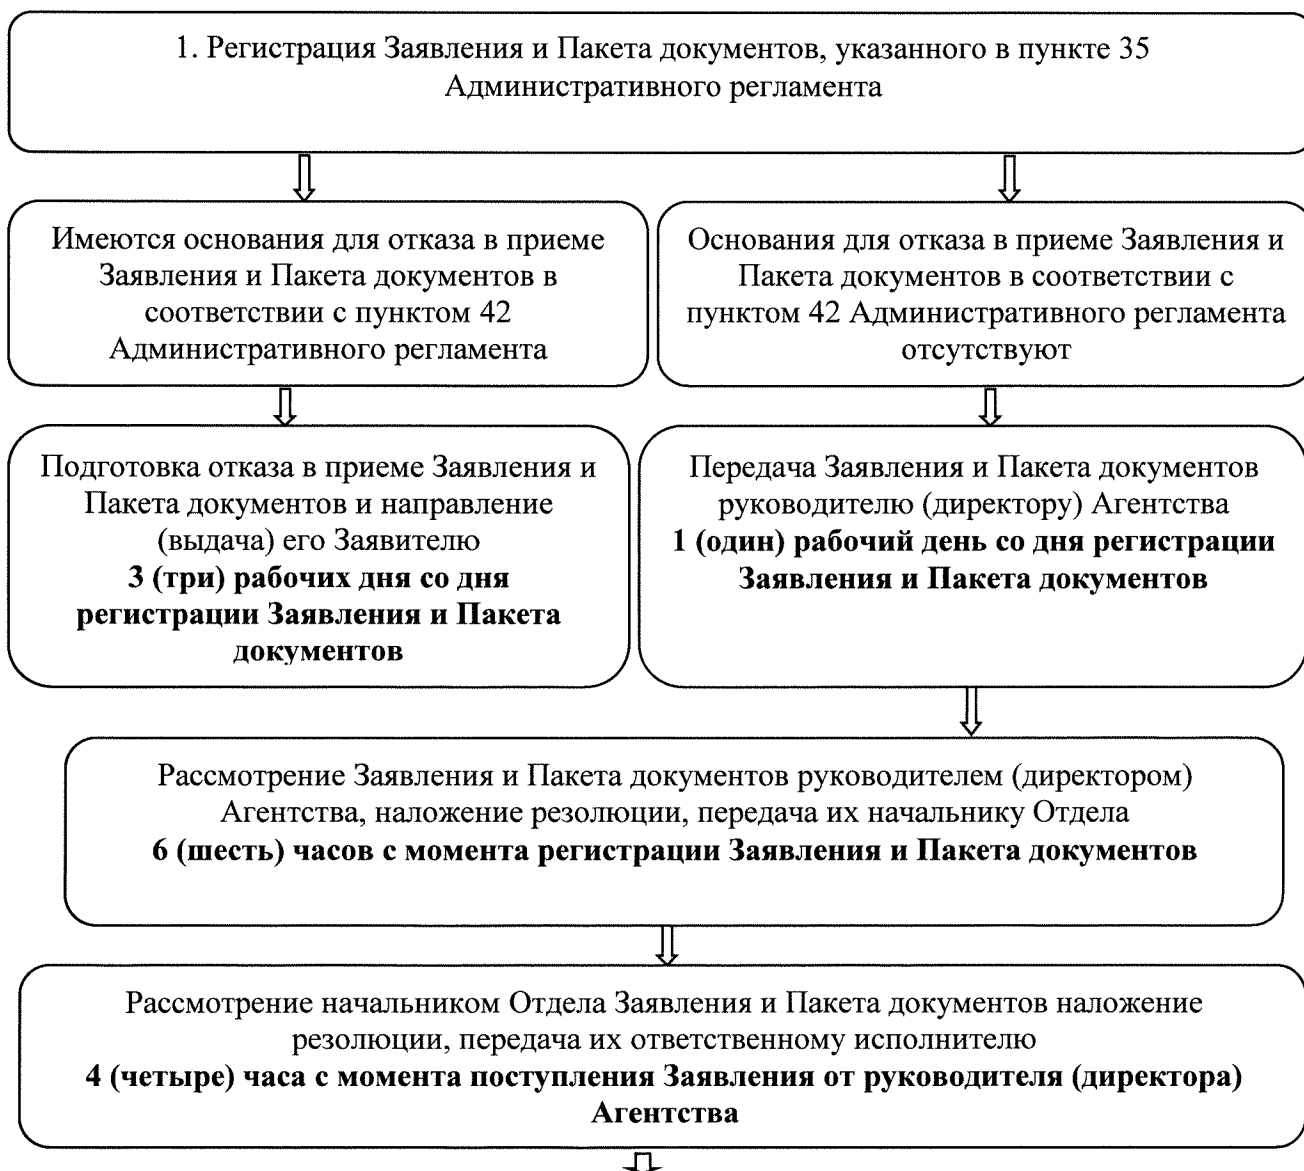 1. Регистрация Заявления и Пакета документов, указанного в пункте 35
Административного регламента
Имеются основания для отказа в приеме
Заявления и Пакета документов в
соответствии с пунктом 42
Административного регламента
Основания для отказа в приеме Заявления и
Пакета документов в соответствии с
пунктом 42 Административного регламента
отсутствуют
Подготовка отказа в приеме Заявления и
Пакета документов и направление
(выдача) его Заявителю
3 (три) рабочих дня со дня
регистрации Заявления и Пакета
документов
Передача Заявления и Пакета документов
руководителю (директору) Агентства
1 (один) рабочий день со дня регистрации
Заявления и Пакета документов
Рассмотрение Заявления и Пакета документов руководителем (директором)
Агентства, наложение резолюции, передача их начальнику Отдела
6 (шесть) часов с момента регистрации Заявления и Пакета документов
Рассмотрение начальником Отдела Заявления и Пакета документов наложение
резолюции, передача их ответственному исполнителю
4 (четыре) часа с момента поступления Заявления от руководителя (директора)
Агентства